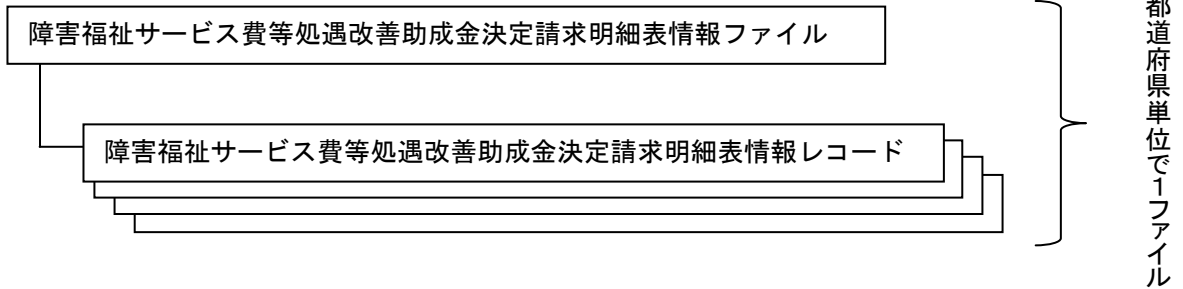 障害福祉サービス費等処遇改善助成金決定請求明細表情報ファイル
障害福祉サービス費等処遇改善助成金決定請求明細表情報レコード
都道府県単位で1ファイル